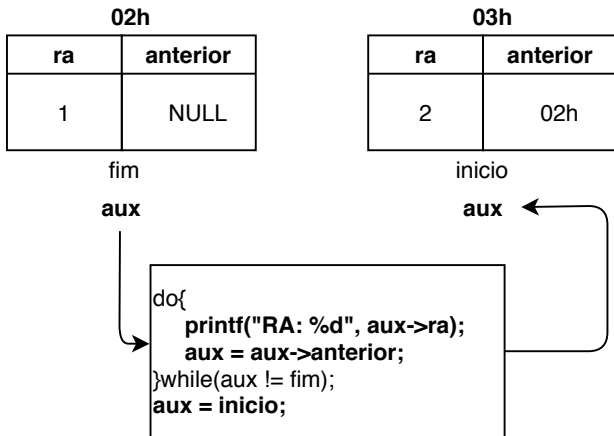 02h
03h
ra anterior
ra anterior
1 NULL
2 02h
fim
inicio
aux
aux
do{
printf("RA: %d", aux->ra);
aux = aux->anterior;
}while(aux != fim);
aux = inicio;